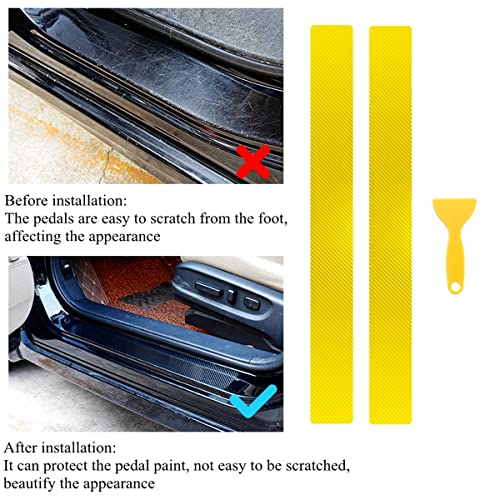 Before installation:
The pedals are easy to scratch from the foot,
affecting the appearance
After installation:
It can protect the pedal paint, not easy to be scratched,
beautify the appearance